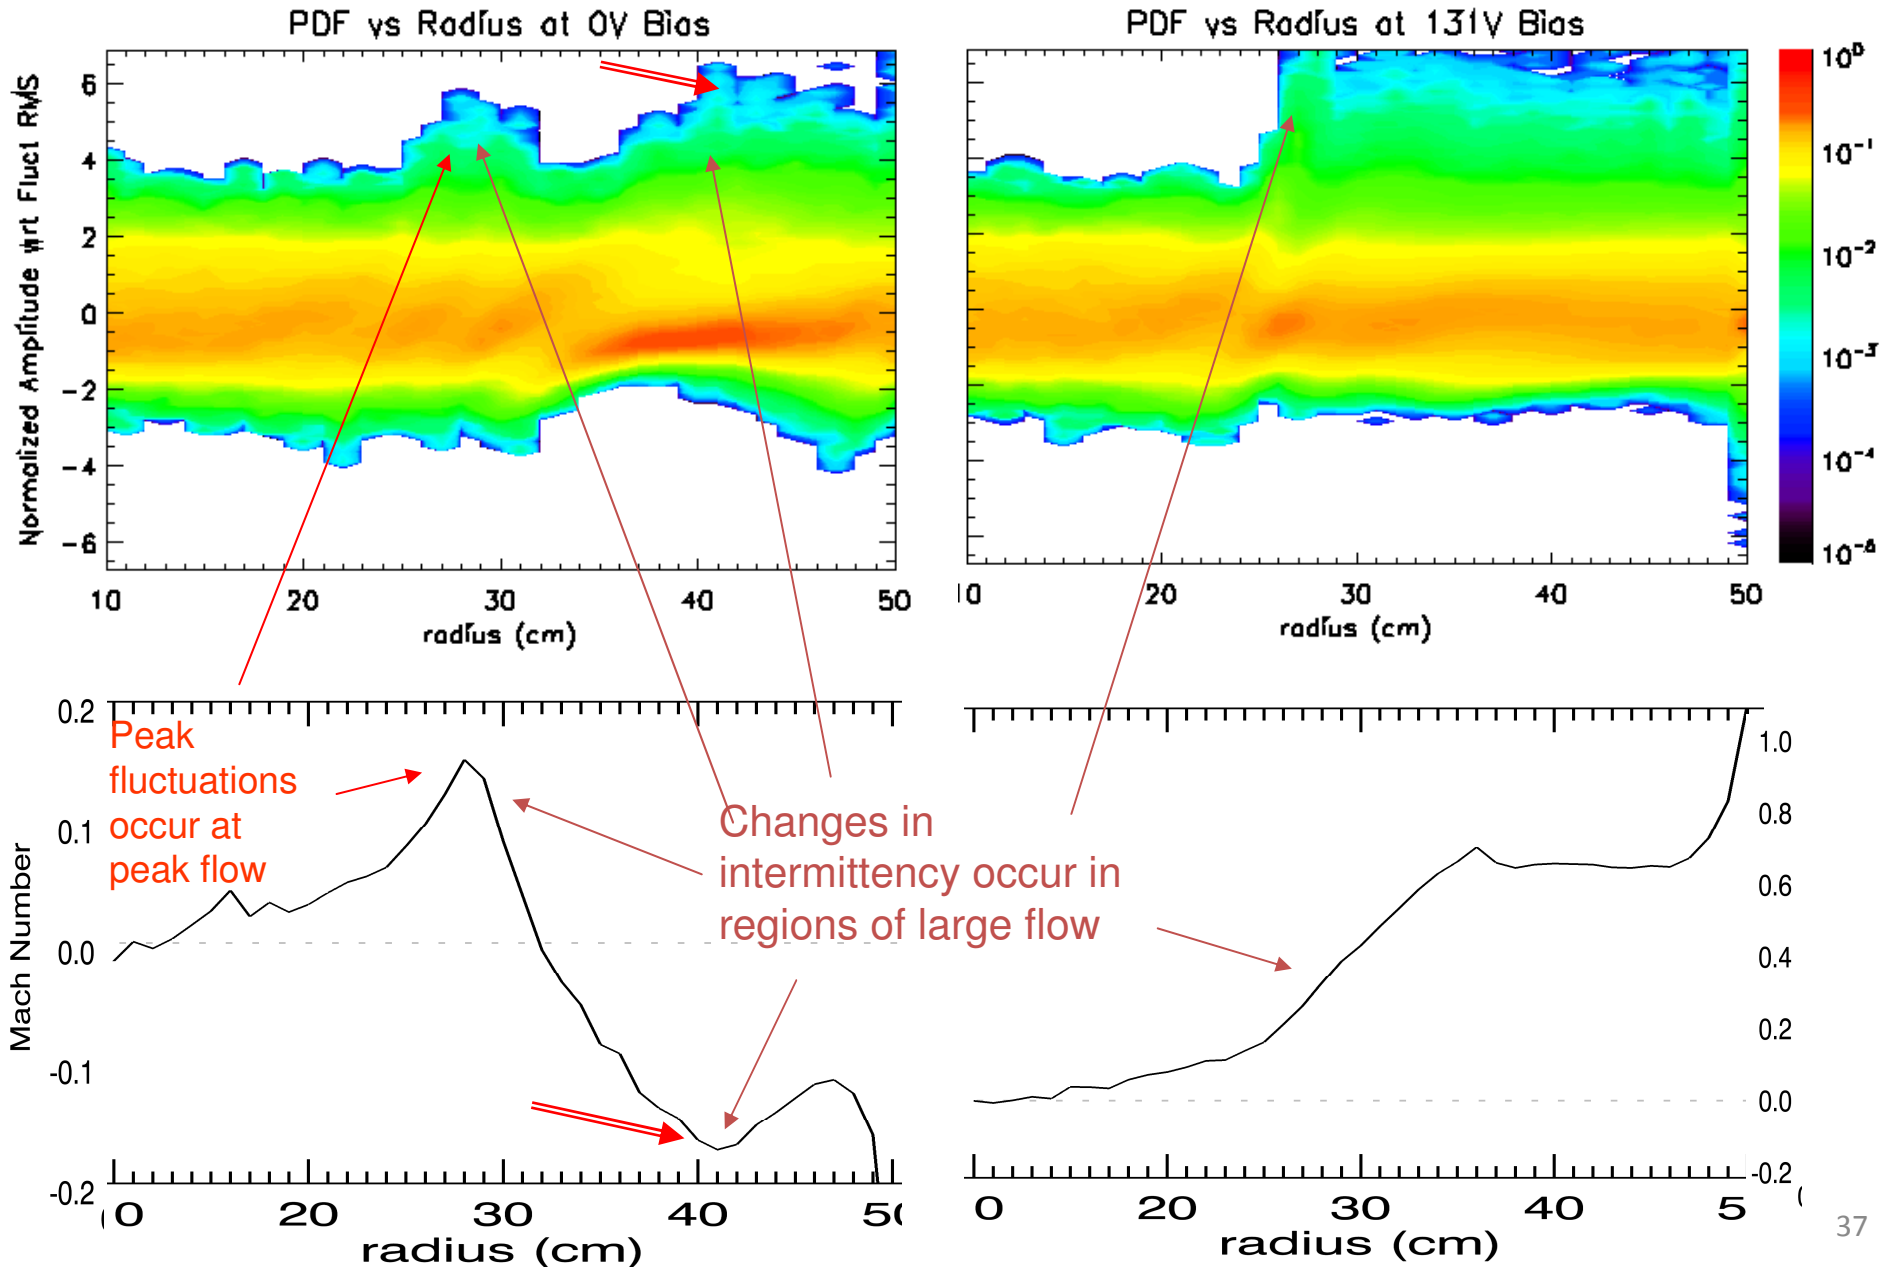 PDF vs Radius at 0V Bias
PDF vs Radius at 131V Bias
Normalized Amplitude wrt Fluct RMS
6
4
2
0
-2
-4
-6
10 20 30 40 50
radius (cm)
10 20 30 40 50
radius (cm)
10⁰
10⁻¹
10⁻²
10⁻³
10⁻⁴
Mach Number
0.2
0.1
0.0
-0.1
-0.2
Peak
fluctuations
occur at
peak flow
Changes in
intermittency occur in
regions of large flow
1.0
0.8
0.6
0.4
0.2
0.0
-0.2
0 20 30 40 50
radius (cm)
0 20 30 40 5
radius (cm)
37